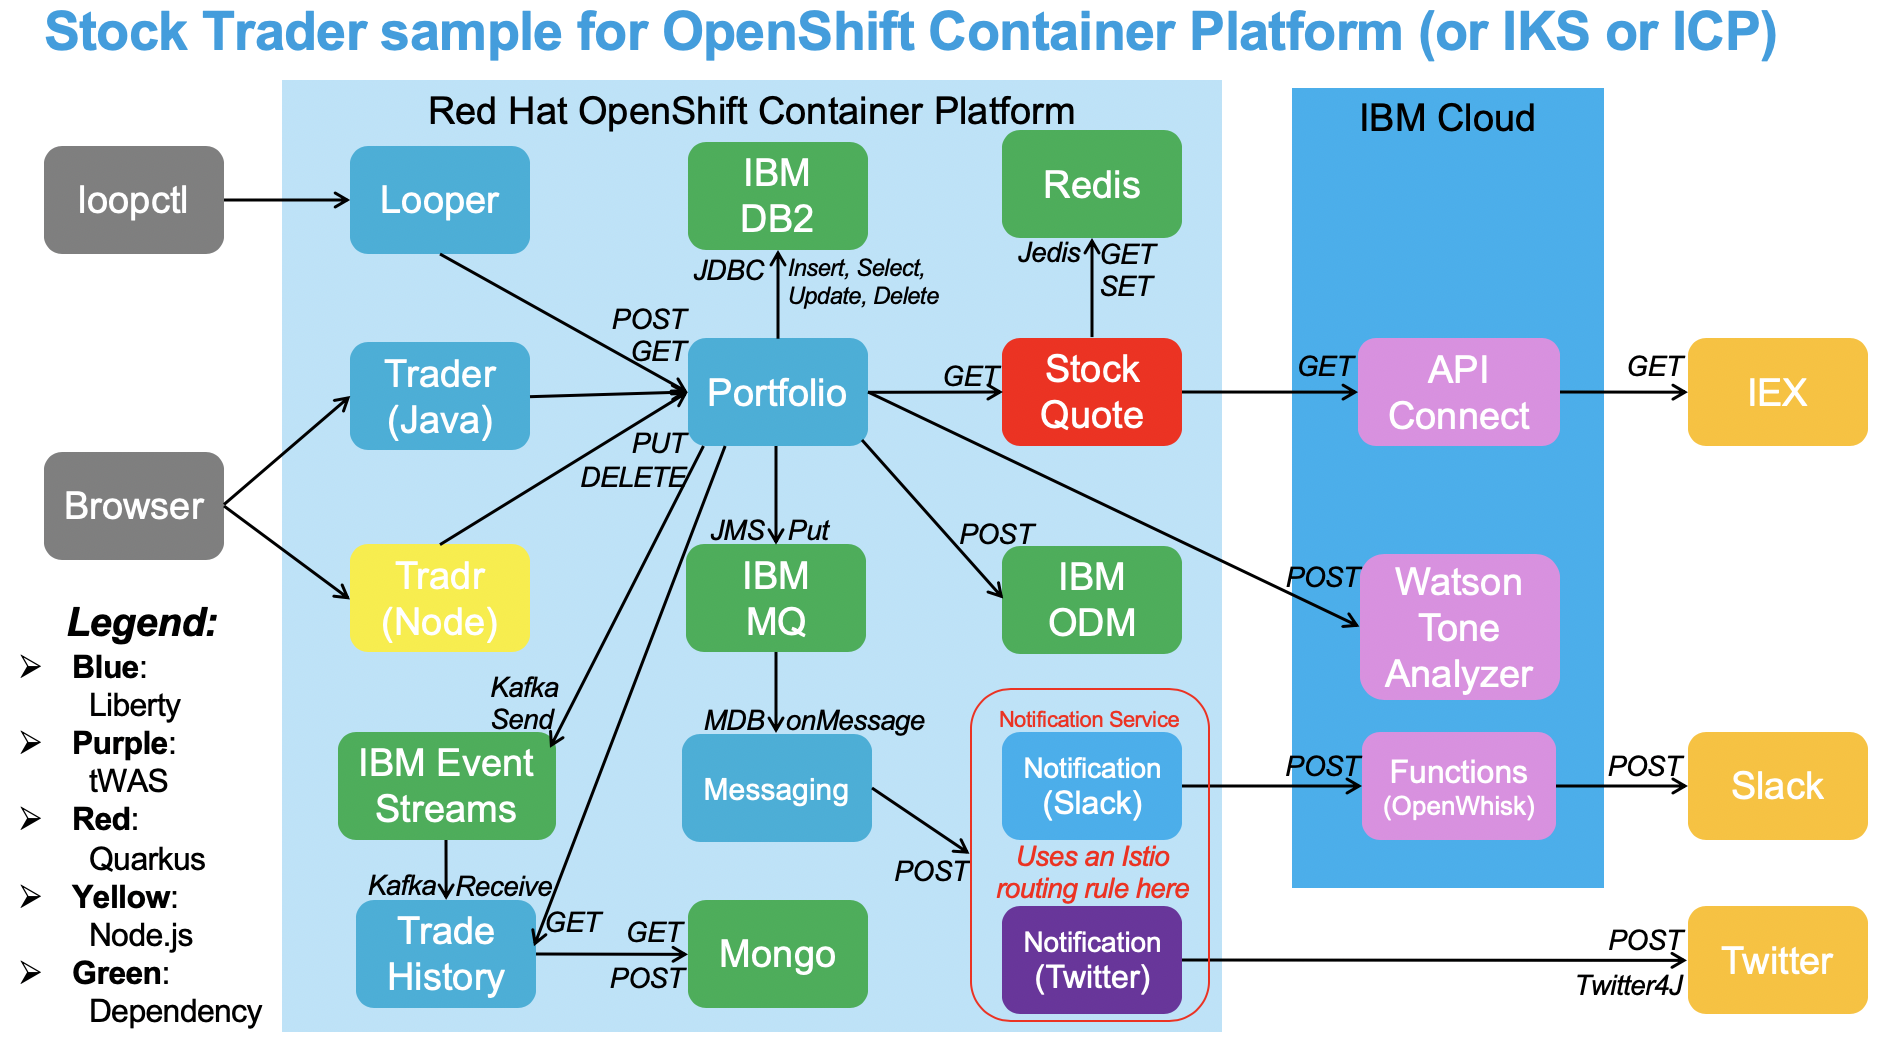 Stock Trader sample for OpenShift Container Platform (or IKS or ICP)
Red Hat OpenShift Container Platform
IBM Cloud
loopctl
Looper
IBM
DB2
Redis
JDBC
Insert, Select,
Update, Delete
Jedis
GET
SET
POST
GET
Trader
(Java)
Portfolio
GET
Stock
Quote
GET
API
Connect
GET
IEX
Browser
PUT
DELETE
Tradr
(Node)
JMS
Put
IBM
MQ
POST
IBM
ODM
POST
Watson
Tone
Analyzer
Legend:
➢ Blue:
Liberty
➢ Purple:
tWAS
➢ Red:
Quarkus
➢ Yellow:
Node.js
➢ Green:
Dependency
Kafka
Send
IBM Event
Streams
MDB
onMessage
Messaging
POST
Notification Service
Notification
(Slack)
POST
Functions
(OpenWhisk)
POST
Slack
Uses an Istio
routing rule here
Kafka
Receive
Trade
History
GET
GET
POST
Mongo
Notification
(Twitter)
POST
Twitter4J
Twitter